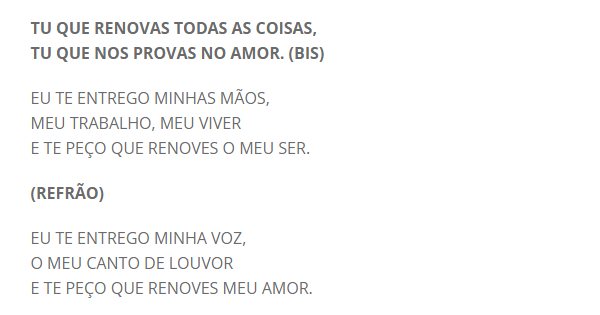 TU QUE RENOVAS TODAS AS COISAS,
TU QUE NOS PROVAS NO AMOR. (BIS)
EU TE ENTREGO MINHAS MÃOS,
MEU TRABALHO, MEU VIVER
E TE PEÇO QUE RENOVES O MEU SER.
(REFRÃO)
EU TE ENTREGO MINHA VOZ,
O MEU CANTO DE LOUVOR
E TE PEÇO QUE RENOVES MEU AMOR.